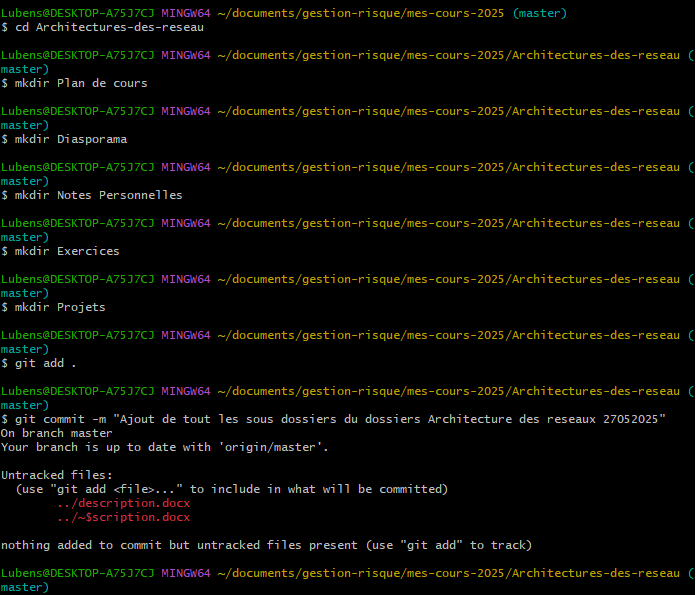 Lubens@DESKTOP-A75J7CJ MINGW64 ~/documents/gestion-risque/mes-cours-2025 (master)
$ cd Architectures-des-reseau
Lubens@DESKTOP-A75J7CJ MINGW64 ~/documents/gestion-risque/mes-cours-2025/Architectures-des-reseau (
master)
$ mkdir Plan de cours
Lubens@DESKTOP-A75J7CJ MINGW64 ~/documents/gestion-risque/mes-cours-2025/Architectures-des-reseau (
master)
$ mkdir Diasporama
Lubens@DESKTOP-A75J7CJ MINGW64 ~/documents/gestion-risque/mes-cours-2025/Architectures-des-reseau (
master)
$ mkdir Notes Personnelles
Lubens@DESKTOP-A75J7CJ MINGW64 ~/documents/gestion-risque/mes-cours-2025/Architectures-des-reseau (
master)
$ mkdir Exercices
Lubens@DESKTOP-A75J7CJ MINGW64 ~/documents/gestion-risque/mes-cours-2025/Architectures-des-reseau (
master)
$ mkdir Projets
Lubens@DESKTOP-A75J7CJ MINGW64 ~/documents/gestion-risque/mes-cours-2025/Architectures-des-reseau (
master)
$ git add .
Lubens@DESKTOP-A75J7CJ MINGW64 ~/documents/gestion-risque/mes-cours-2025/Architectures-des-reseau (
master)
$ git commit -m "Ajout de tout les sous dossiers du dossiers Architecture des reseaux 27052025"
On branch master
Your branch is up to date with 'origin/master'.
Untracked files:
(use "git add <file>..." to include in what will be committed)
../description.docx
../~$scription.docx
nothing added to commit but untracked files present (use "git add" to track)
Lubens@DESKTOP-A75J7CJ MINGW64 ~/documents/gestion-risque/mes-cours-2025/Architectures-des-reseau (
master)